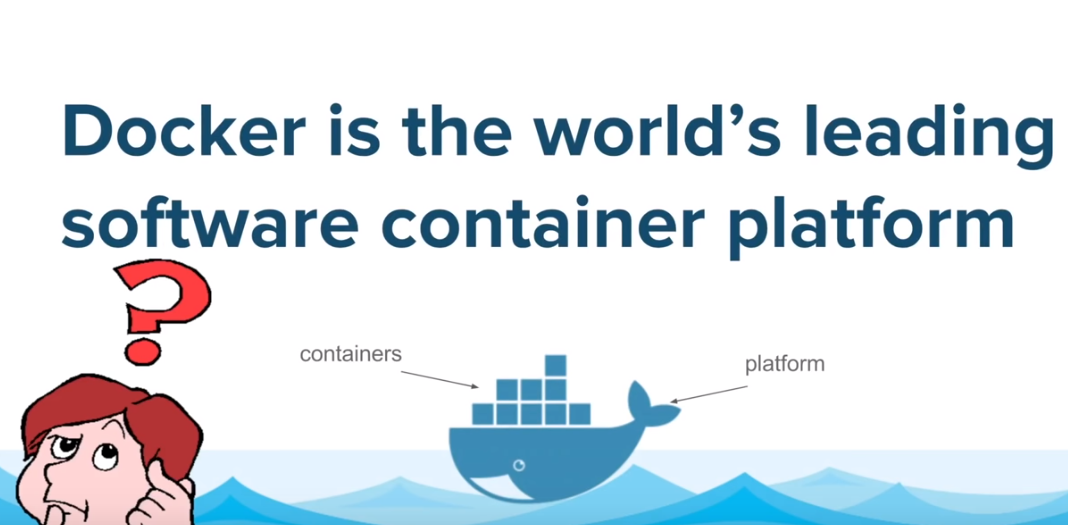 Docker is the world’s leading
software container platform
?
containers
platform